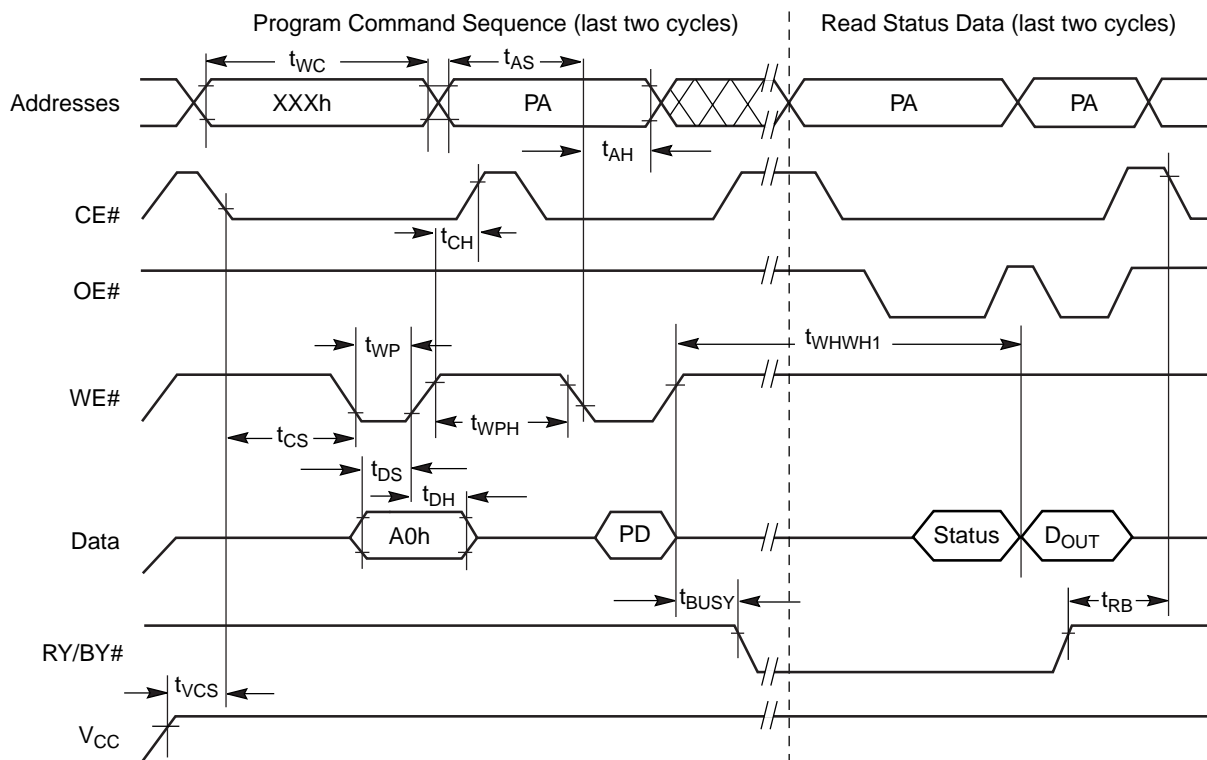 Program Command Sequence (last two cycles)
Read Status Data (last two cycles)
tWC
tAS
Addresses
XXXh
PA
PA
PA
tAH
CE#
tCH
OE#
tWP
tWHWH1
WE#
tCS
tWPH
tDS
tDH
Data
A0h
PD
Status
DOUT
tBUSY
tRB
RY/BY#
tVCS
VCC